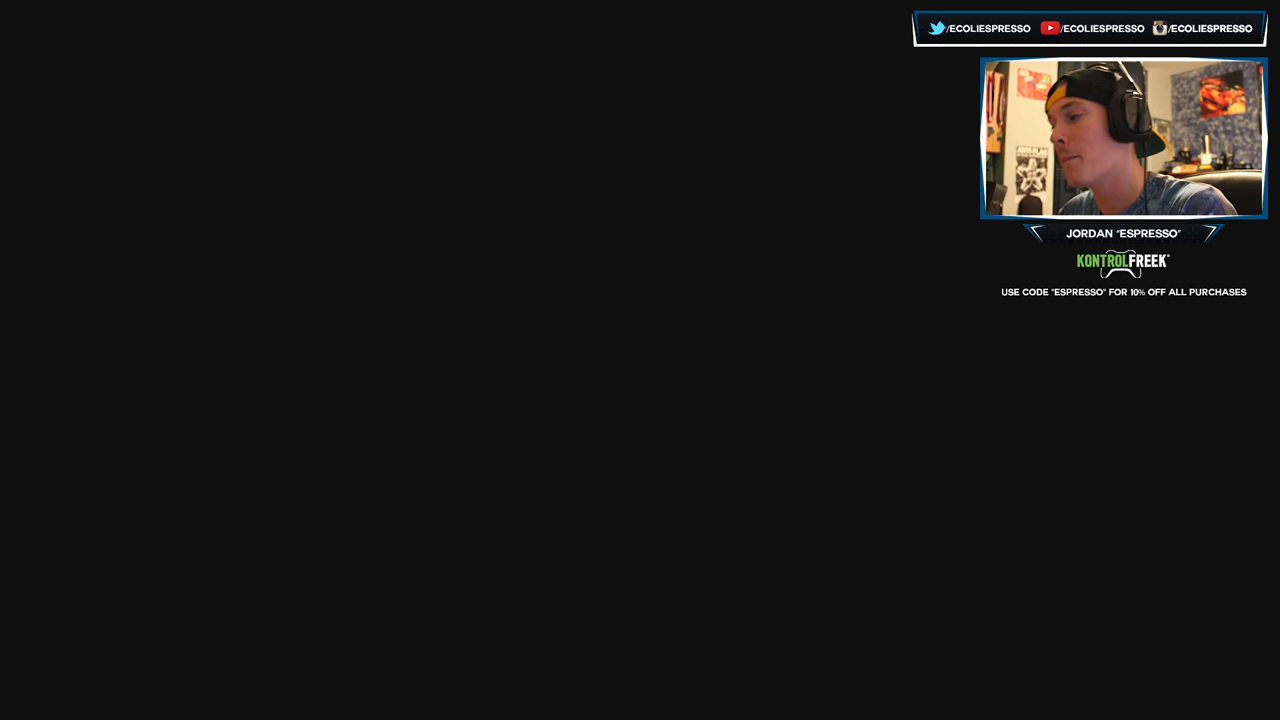 /ECOLIESPRESSO /ECOLIESPRESSO /ECOLIESPRESSO
JORDAN "ESPRESSO"
KONTROLFREEK®
USE CODE "ESPRESSO" FOR 10% OFF ALL PURCHASES